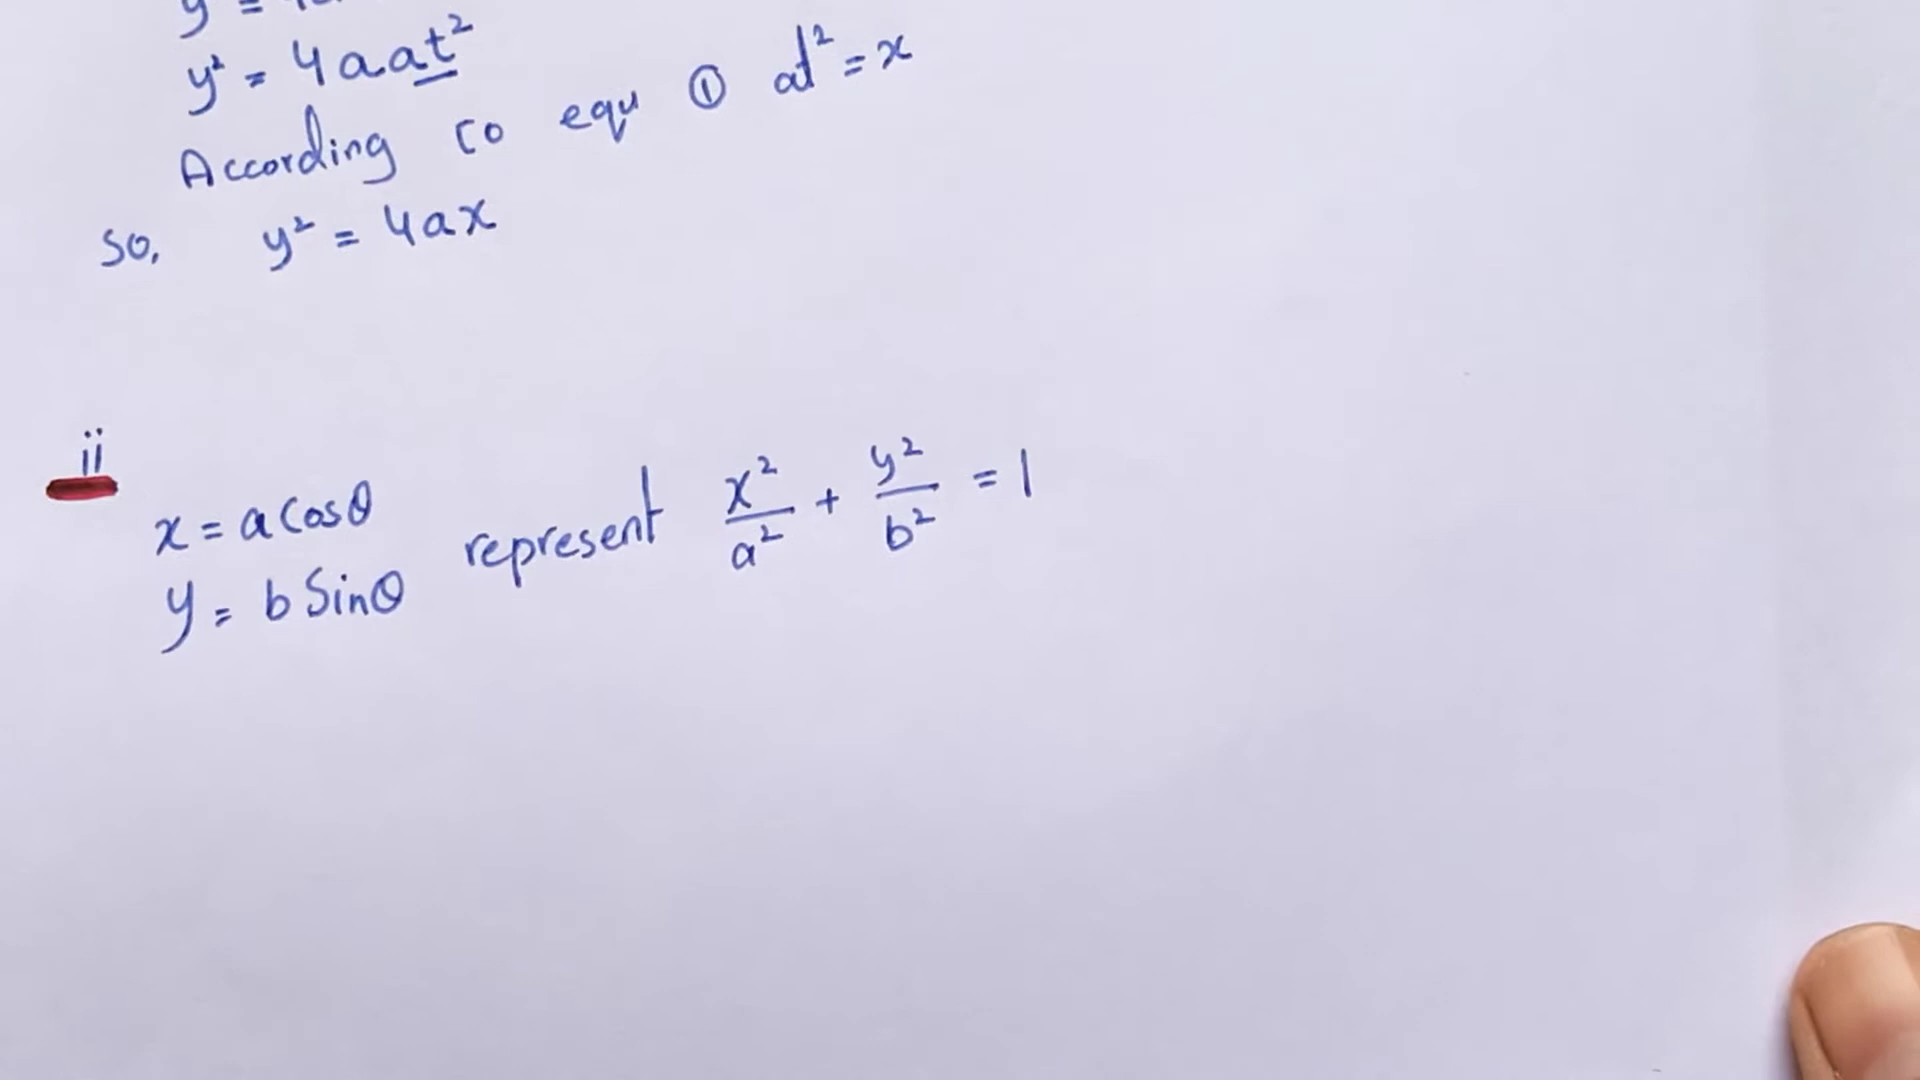 y² = 4aat²
According to equ ① at² = x
So, y² = 4ax
ii
x = a Cosθ
y = b Sinθ represent x²/a² + y²/b² = 1